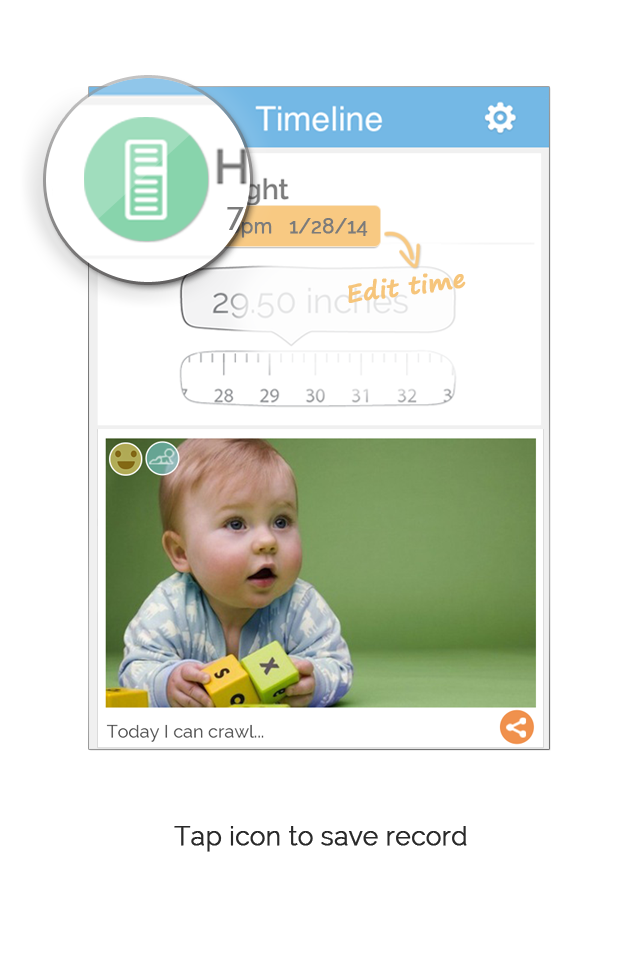 Timeline
H ght
7pm 1/28/14
Edit time
29.50 inches
28 29 30 31 32
S X
Today I can crawl...
Tap icon to save record